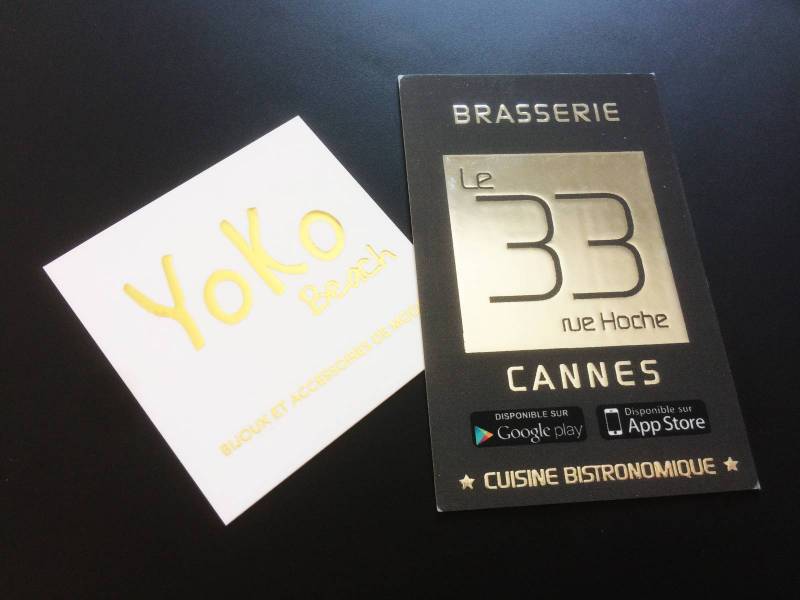 YoKo
Beach
BIJOUX ET ACCESSOIRES DE
BRASSERIE
Le
33
rue Hoche
CANNES
DISPONIBLE SUR
Google play
Disponible sur
App Store
★ CUISINE BISTRONOMIQUE ★